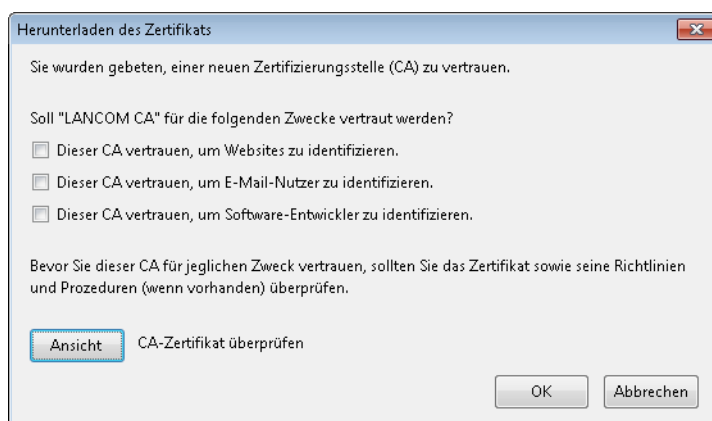 Herunterladen des Zertifikats
Sie wurden gebeten, einer neuen Zertifizierungsstelle (CA) zu vertrauen.
Soll "LANCOM CA" für die folgenden Zwecke vertraut werden?
Dieser CA vertrauen, um Websites zu identifizieren.
Dieser CA vertrauen, um E-Mail-Nutzer zu identifizieren.
Dieser CA vertrauen, um Software-Entwickler zu identifizieren.
Bevor Sie dieser CA für jeglichen Zweck vertrauen, sollten Sie das Zertifikat sowie seine Richtlinien
und Prozeduren (wenn vorhanden) überprüfen.
Ansicht CA-Zertifikat überprüfen
OK Abbrechen